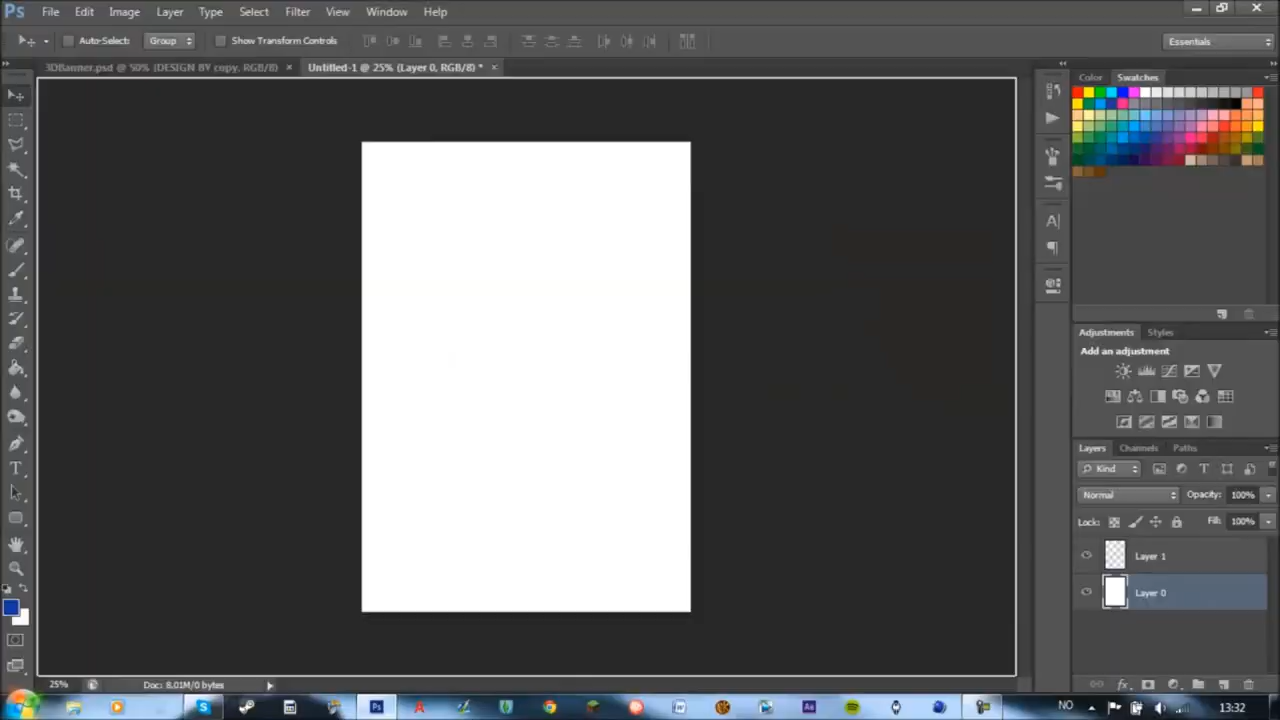 Ps File Edit Image Layer Type Select Filter View Window Help
Auto-Select: Group Show Transform Controls Essentials
3DBanner.psd @ 50% (DESIGN BY copy, RGB/8) × Untitled-1 @ 25% (Layer 0, RGB/8) * ×
Color Swatches
Adjustments Styles
Add an adjustment
Layers Channels Paths
Kind
Normal Opacity: 100%
Lock: Fill: 100%
Layer 1
Layer 0
25% Doc: 8.01M/0 bytes
NO 13:32